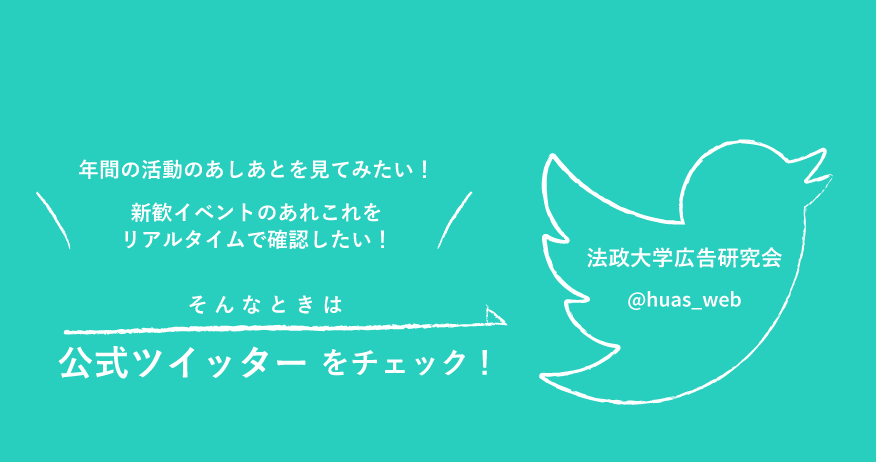 年間の活動のあしあとを見てみたい！
新歓イベントのあれこれを
リアルタイムで確認したい！
そんなときは
公式ツイッター をチェック！
法政大学広告研究会
@huas_web